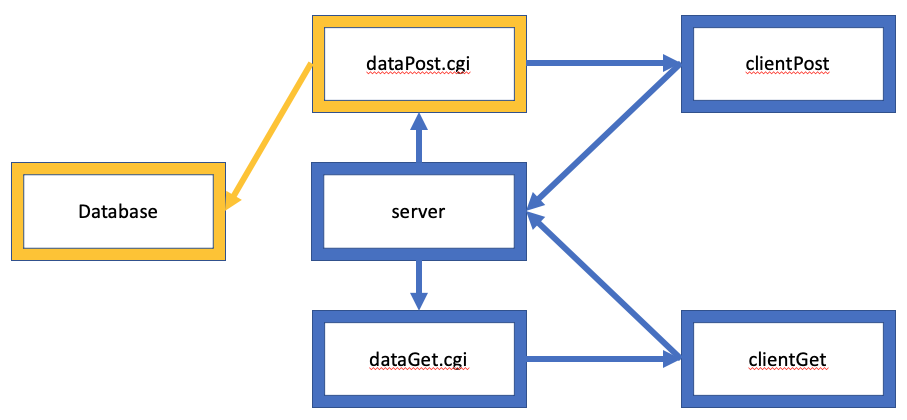 dataPost.cgi
clientPost
Database
server
dataGet.cgi
clientGet